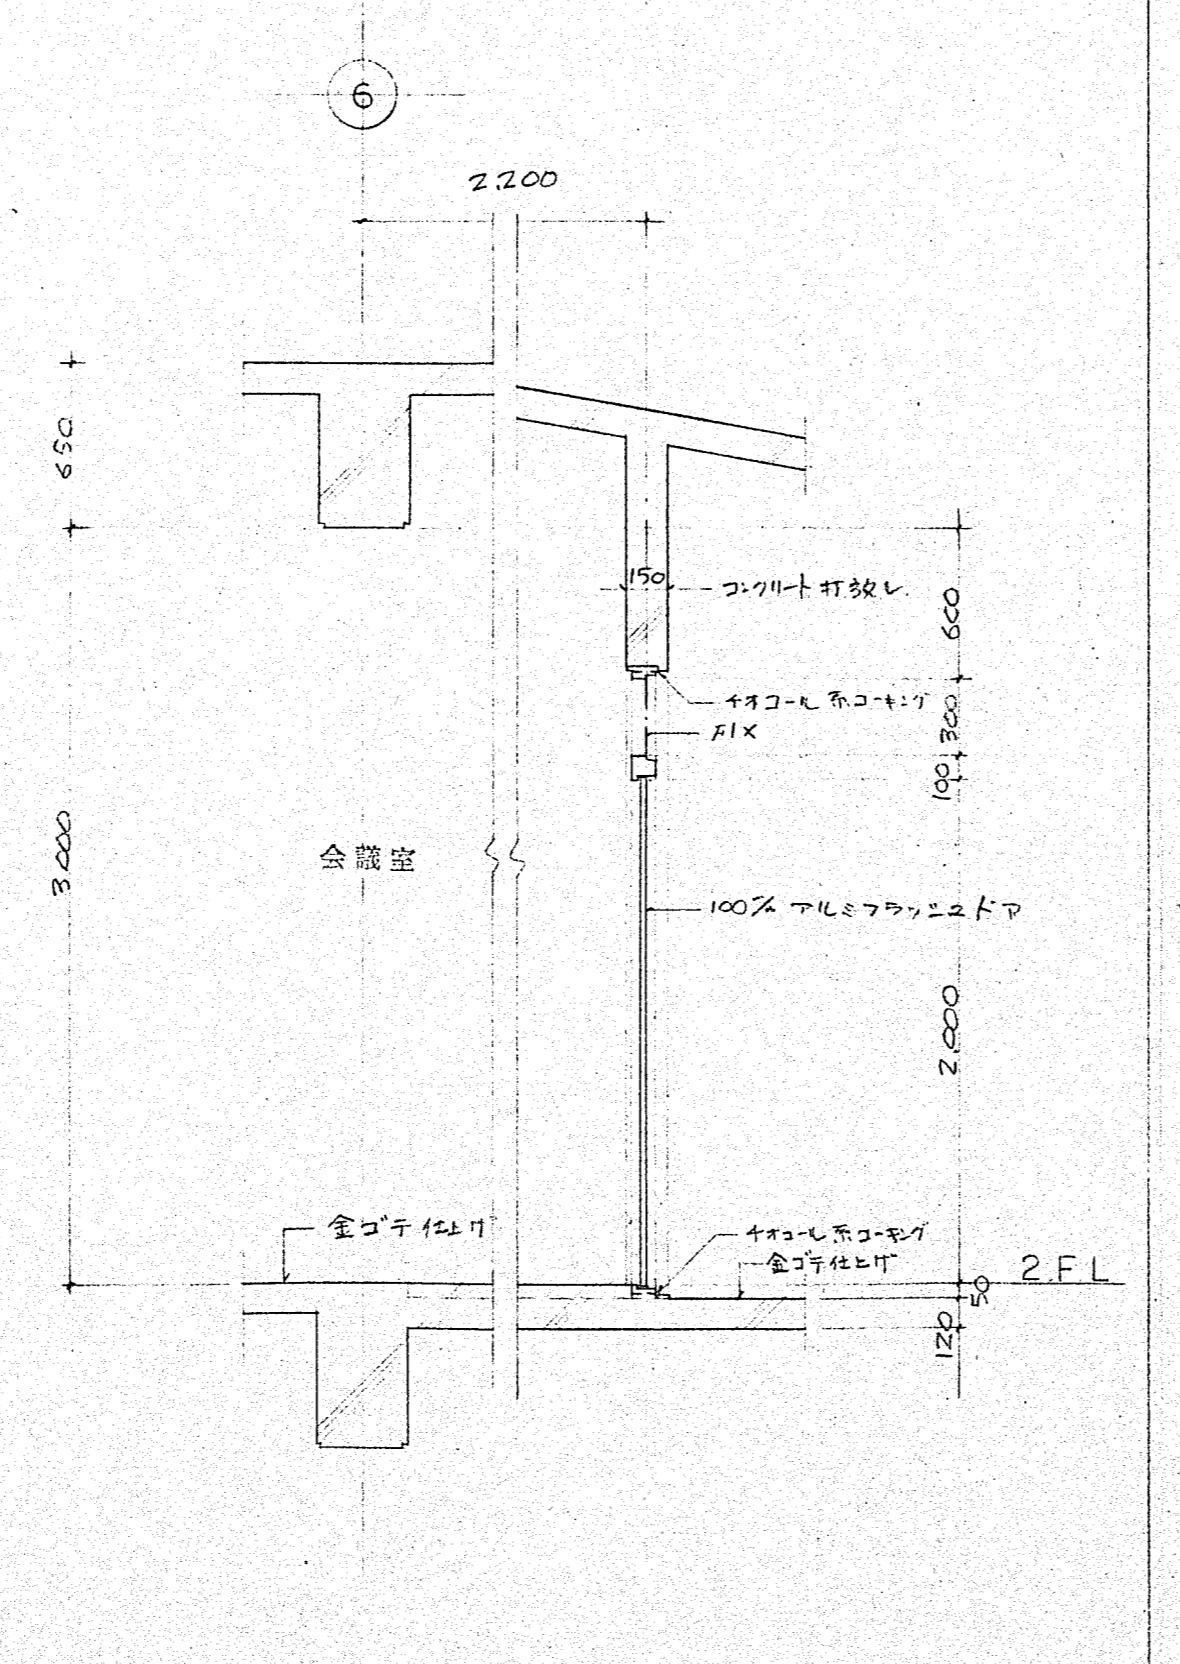 6
2.200
650
150
コンクリート打放し
600
チオコール系コーキング
FIX
300
100
3.000
会議室
100㎜ アルミフラッシュドア
2.000
金ゴテ仕上ゲ
チオコール系コーキング
金ゴテ仕上ゲ
2.F.L
50
120